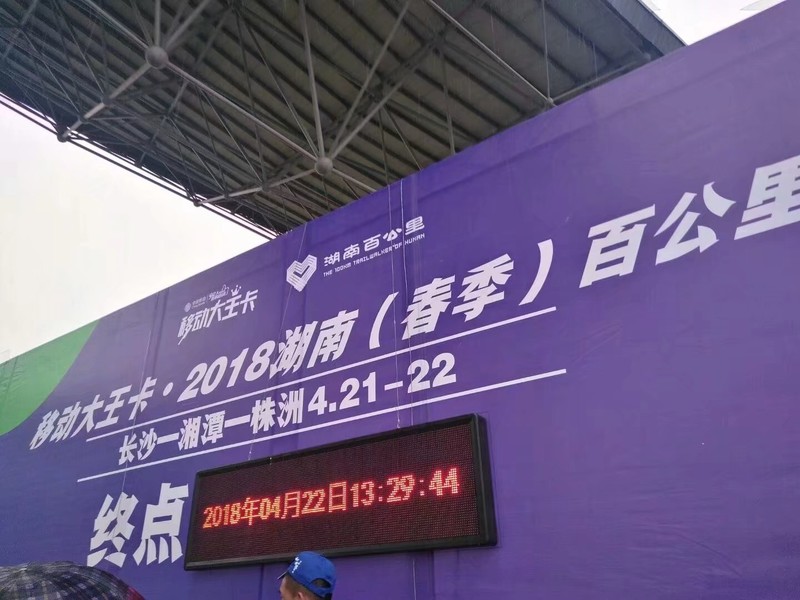 移动大王卡
湖南百公里
THE 100KM TRAILWALKER OF HUNAN
移动大王卡·2018湖南（春季）百公里
长沙—湘潭—株洲4.21-22
终点
2018年04月22日13:29:44